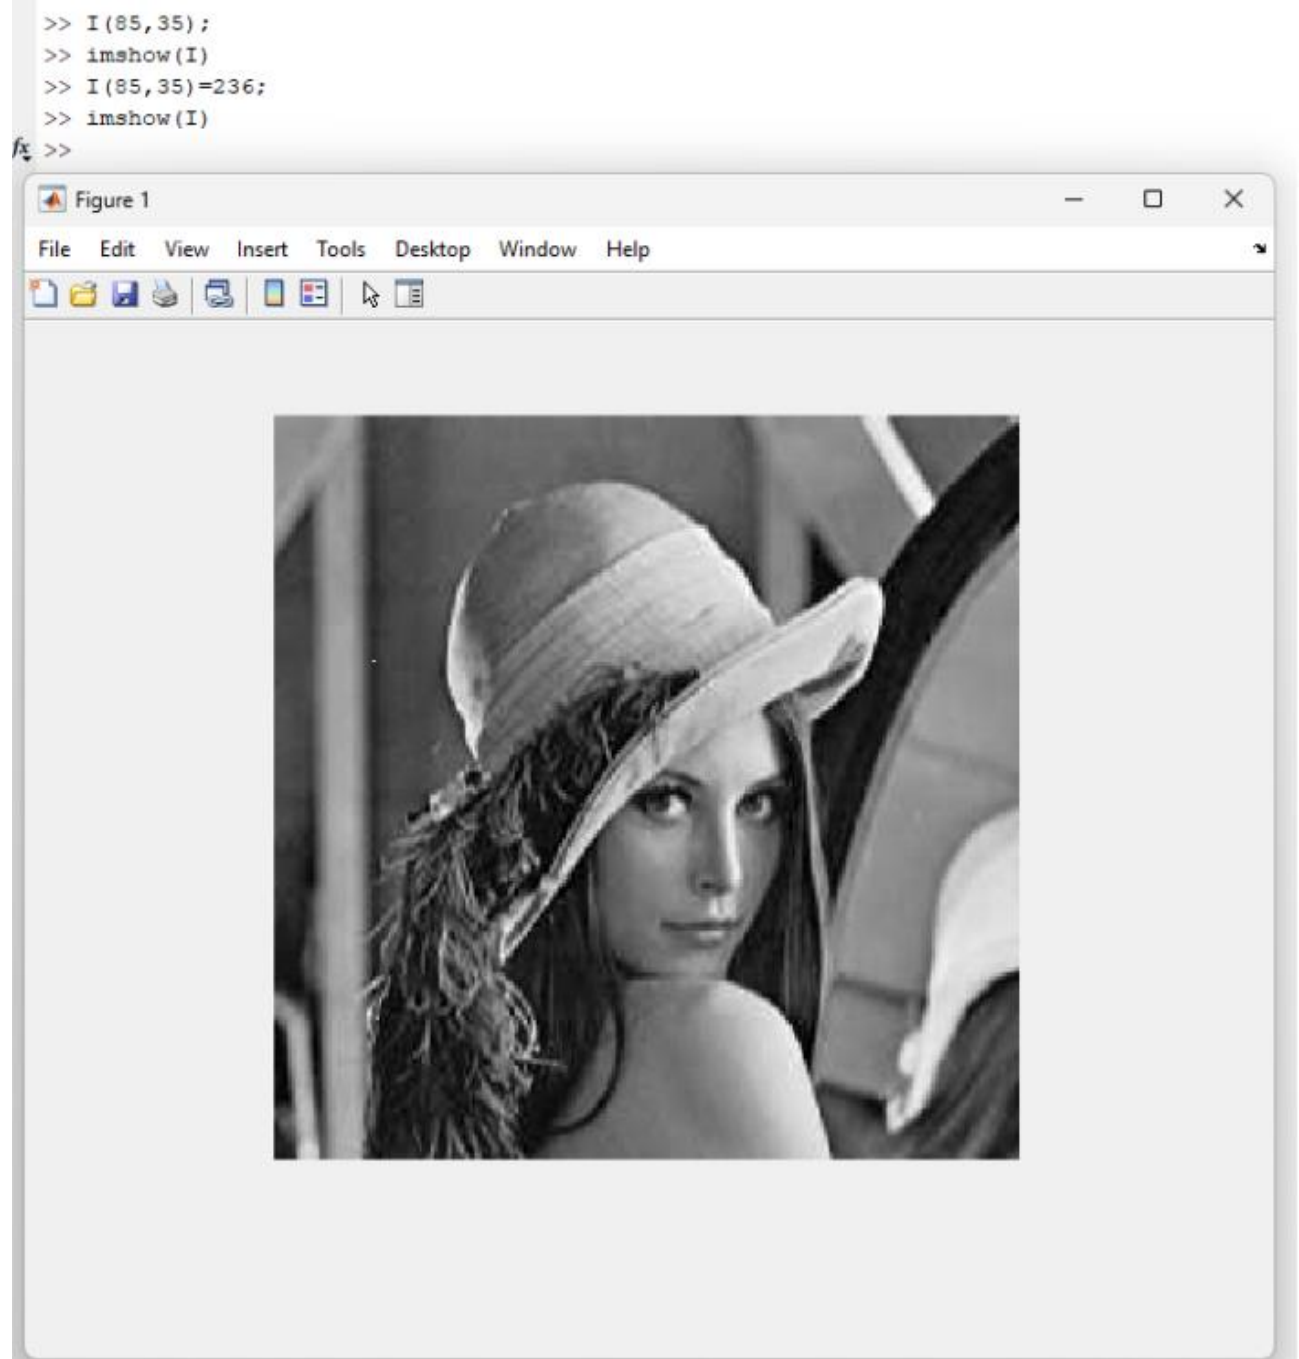 >> I(85,35);
>> imshow(I)
>> I(85,35)=236;
>> imshow(I)
fx >>
Figure 1
File Edit View Insert Tools Desktop Window Help